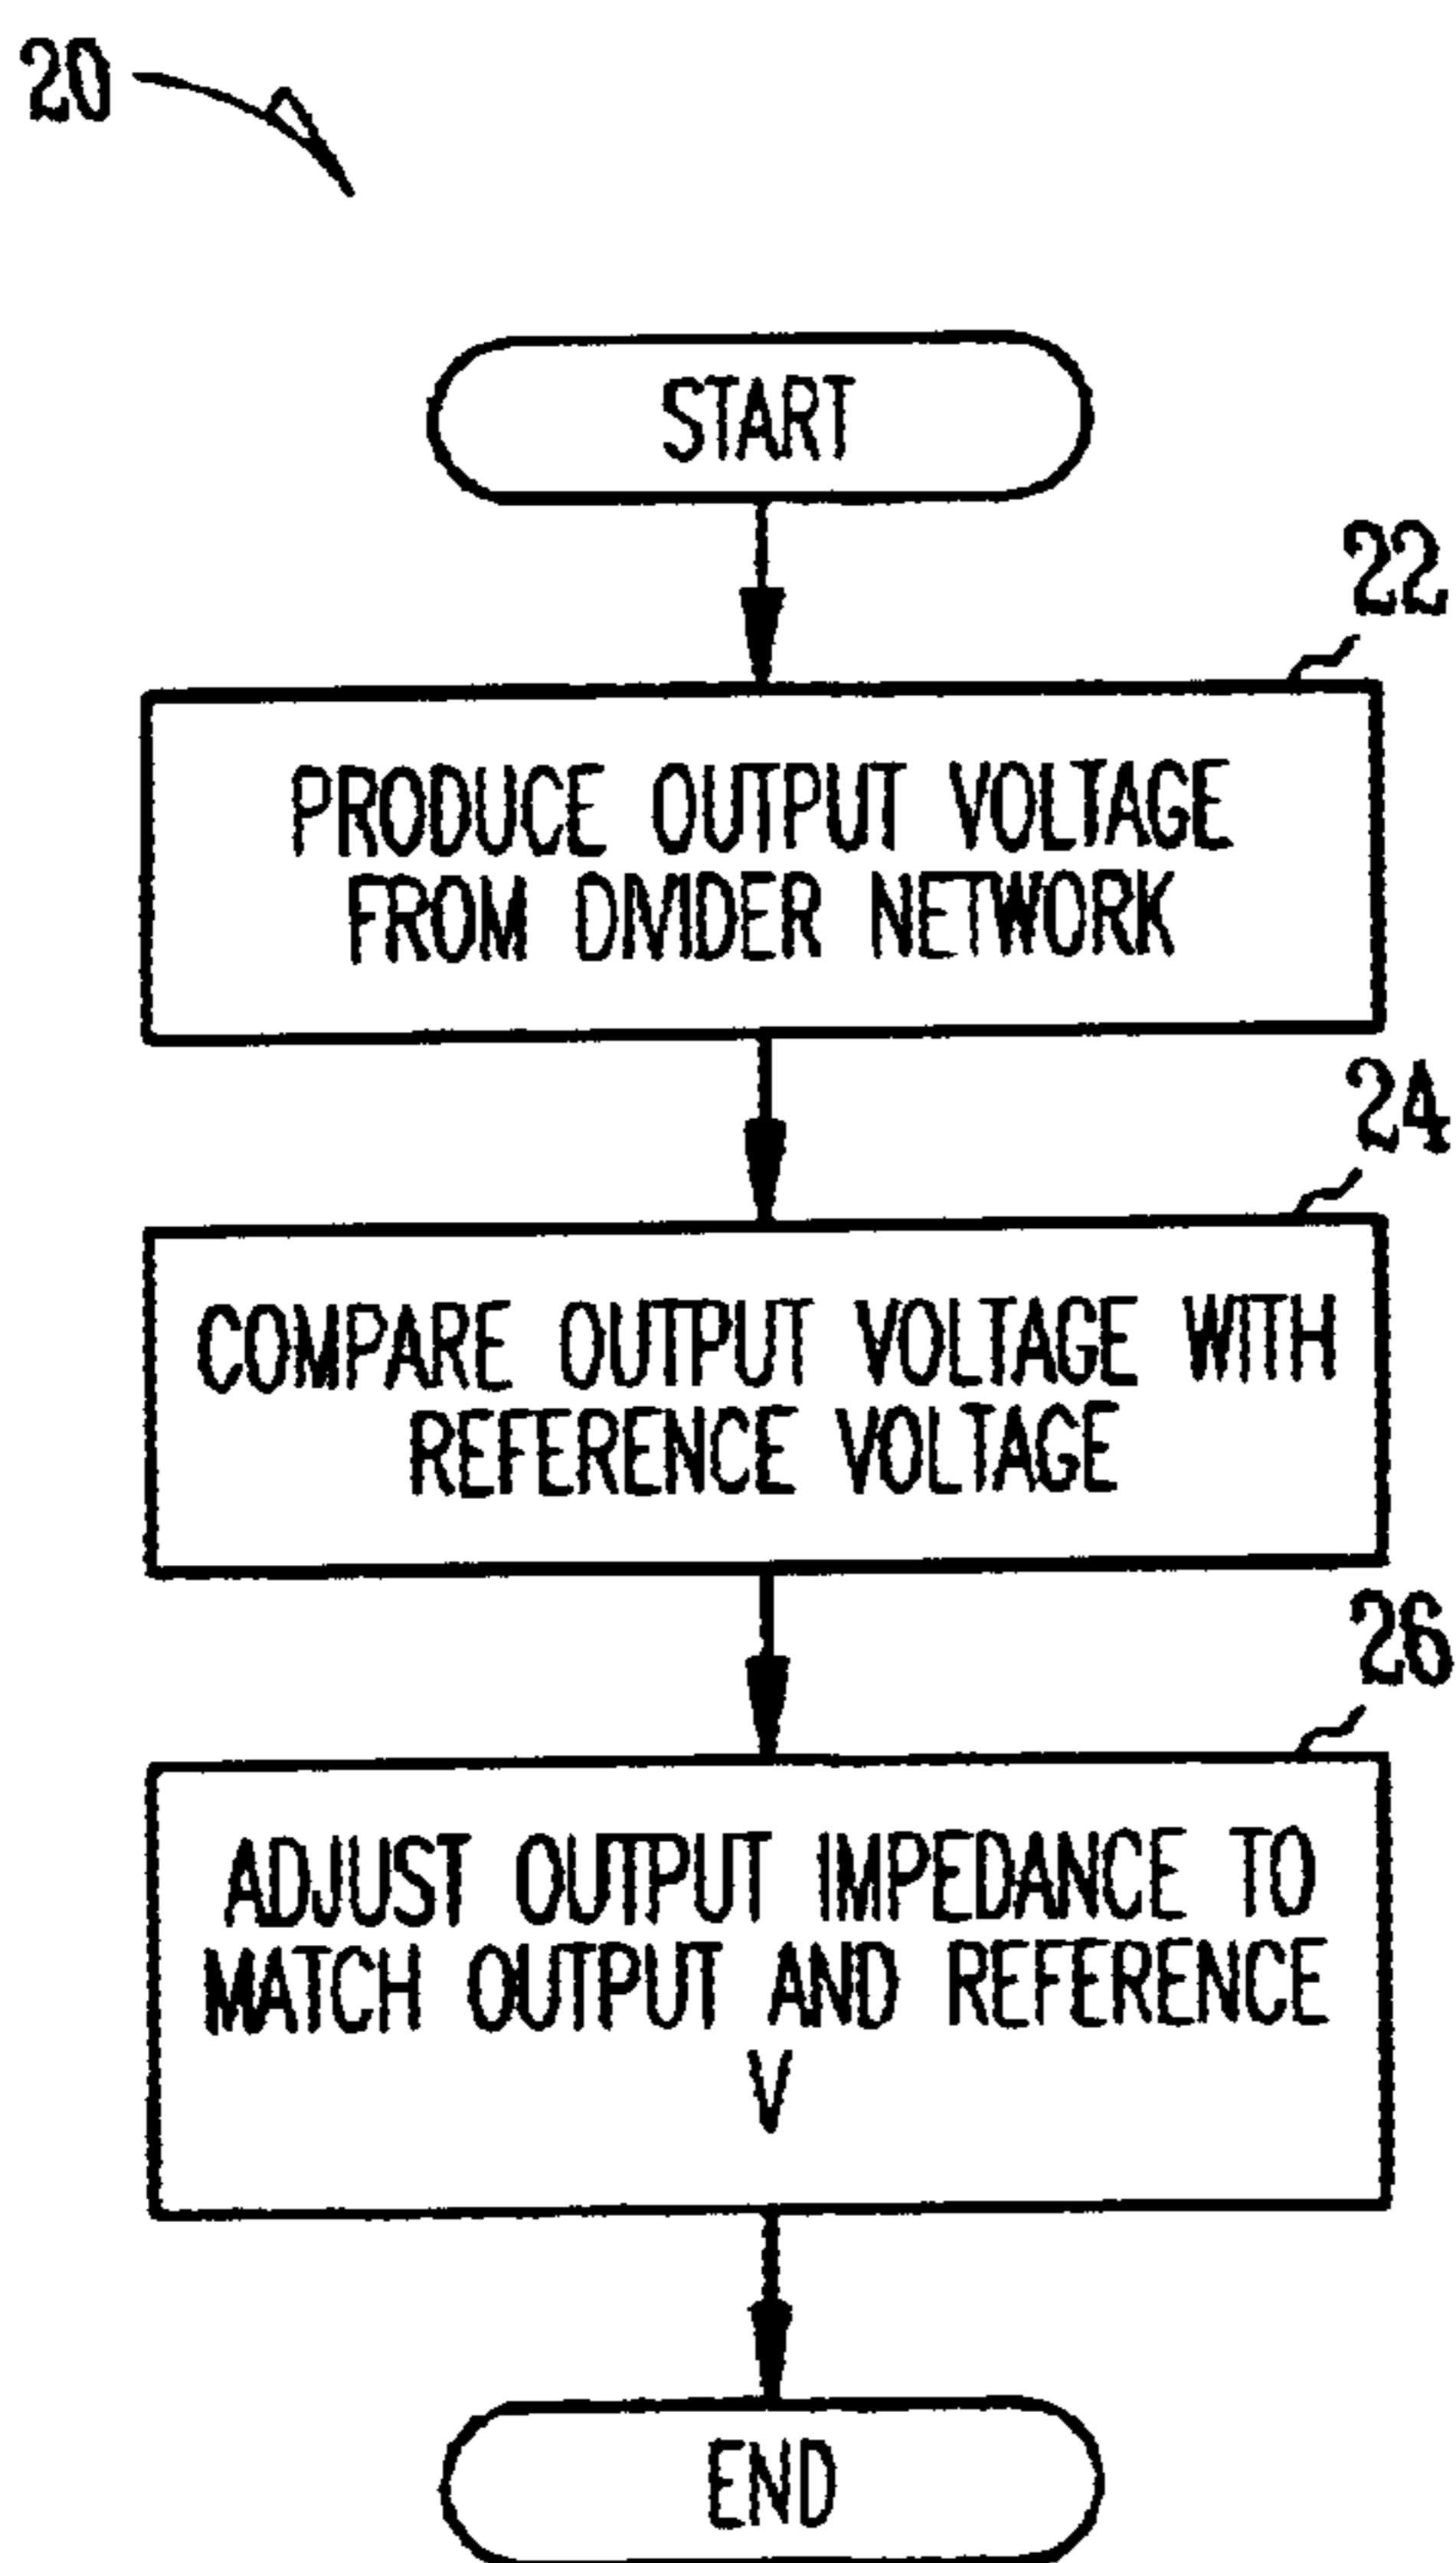 20
START
22
PRODUCE OUTPUT VOLTAGE
FROM DIVIDER NETWORK
24
COMPARE OUTPUT VOLTAGE WITH
REFERENCE VOLTAGE
26
ADJUST OUTPUT IMPEDANCE TO
MATCH OUTPUT AND REFERENCE
V
END